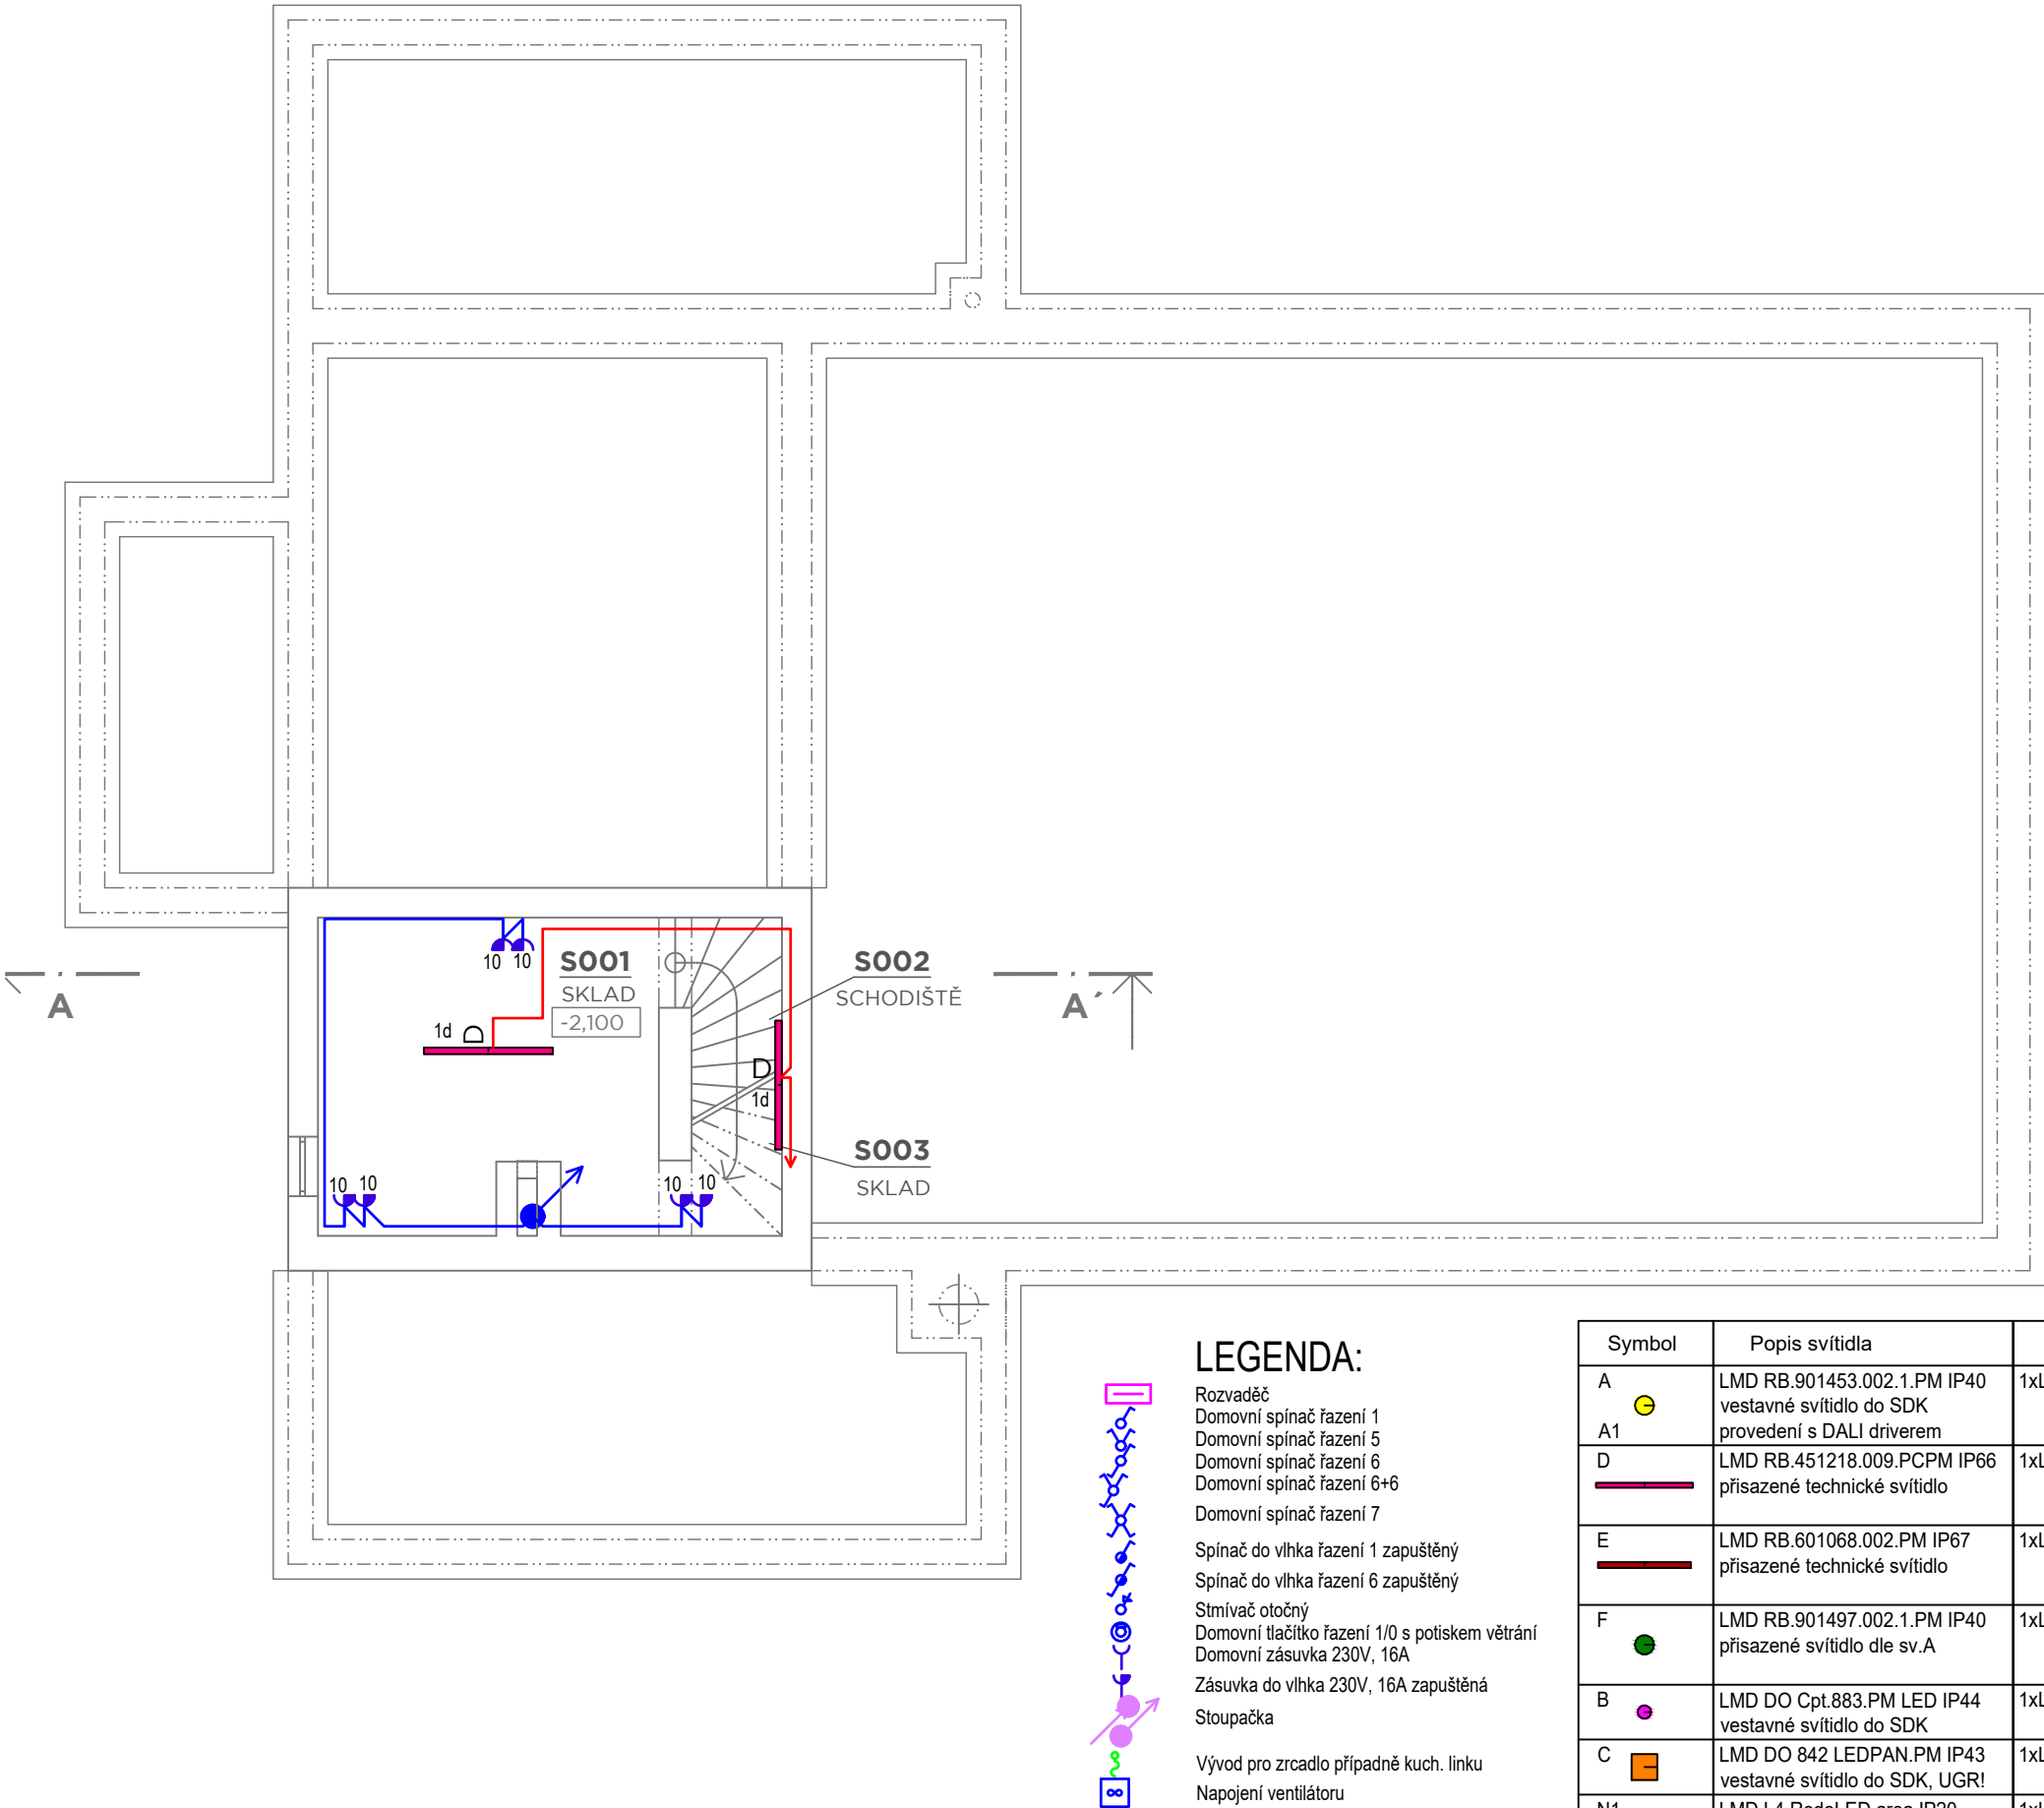 10 10
S001
SKLAD
-2,100
1d D
S002
SCHODIŠTĚ
D
1d
S003
SKLAD
10 10
10 10
A
A´
LEGENDA:
Rozvaděč
Domovní spínač řazení 1
Domovní spínač řazení 5
Domovní spínač řazení 6
Domovní spínač řazení 6+6
Domovní spínač řazení 7
Spínač do vlhka řazení 1 zapuštěný
Spínač do vlhka řazení 6 zapuštěný
Stmívač otočný
Domovní tlačítko řazení 1/0 s potiskem větrání
Domovní zásuvka 230V, 16A
Zásuvka do vlhka 230V, 16A zapuštěná
Stoupačka
Vývod pro zrcadlo případně kuch. linku
Napojení ventilátoru
Symbol Popis svítidla
A LMD RB.901453.002.1.PM IP40 1xL
vestavné svítidlo do SDK
A1 provedení s DALI driverem
D LMD RB.451218.009.PCPM IP66 1xL
přisazené technické svítidlo
E LMD RB.601068.002.PM IP67 1xL
přisazené technické svítidlo
F LMD RB.901497.002.1.PM IP40 1xL
přisazené svítidlo dle sv.A
B LMD DO Cpt.883.PM LED IP44 1xL
vestavné svítidlo do SDK
C LMD DO 842 LEDPAN.PM IP43 1xL
vestavné svítidlo do SDK, UGR!